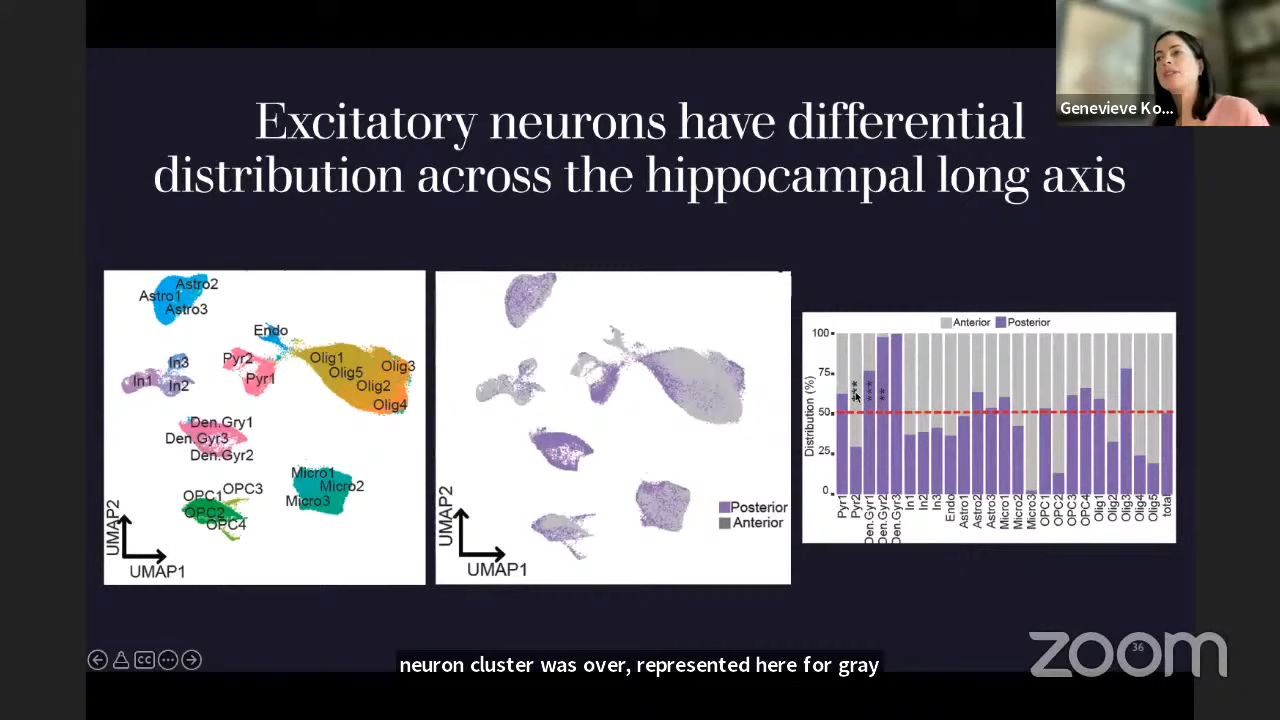 Genevieve Ko...
Excitatory neurons have differential
distribution across the hippocampal long axis
Astro2
Astro1
Astro3
Endo
In3
In1
In2
Pyr2
Pyr1
Olig1
Olig5
Olig3
Olig2
Olig4
Den.Gry1
Den.Gyr3
Den.Gyr2
Micro1
Micro2
Micro3
OPC1
OPC3
OPC2
OPC4
UMAP2
UMAP1
UMAP2
UMAP1
Posterior
Anterior
Anterior Posterior
Distribution (%)
100
75
50
25
0
***
***
**
Pyr1
Pyr2
Den.Gyr1
Den.Gyr2
Den.Gyr3
In1
In2
In3
Endo
Astro1
Astro2
Astro3
Micro1
Micro2
Micro3
OPC1
OPC2
OPC3
OPC4
Olig1
Olig2
Olig3
Olig4
Olig5
total
CC
36
zoom
neuron cluster was over, represented here for gray